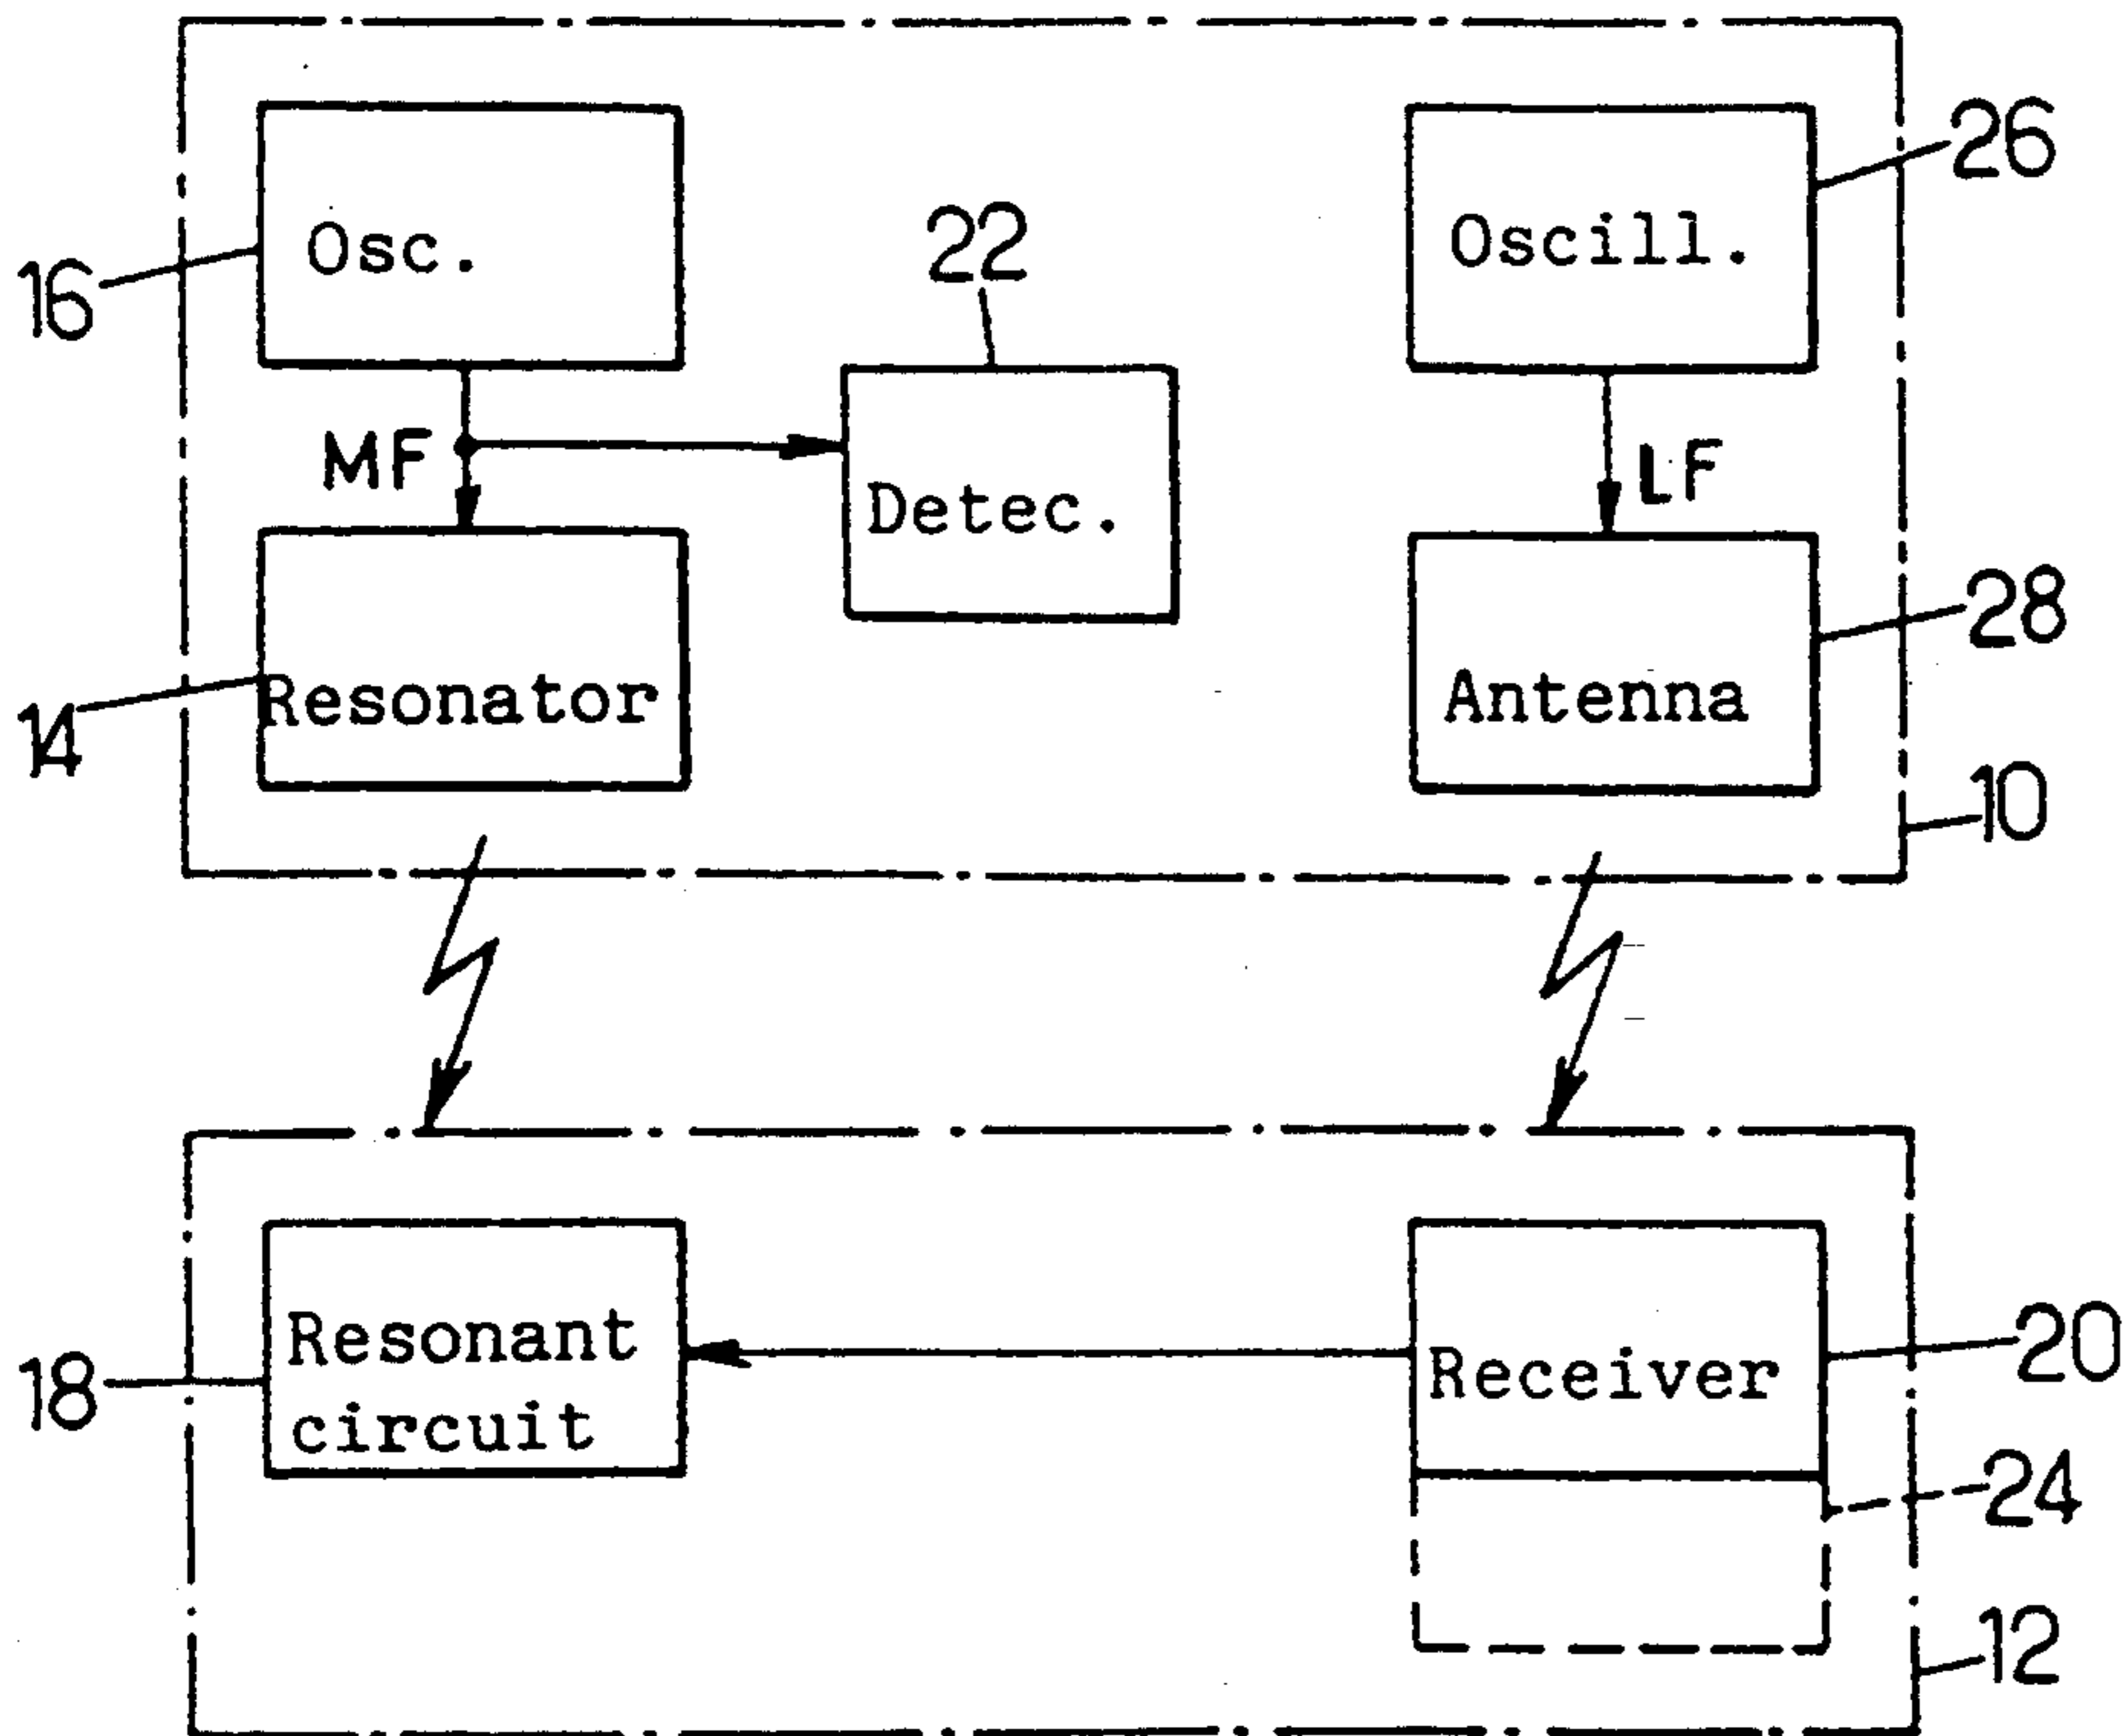 26
Osc.
22
Oscill.
16
MF
LF
Detec.
28
Resonator
Antenna
14
10
Resonant
circuit
Receiver
20
18
24
12